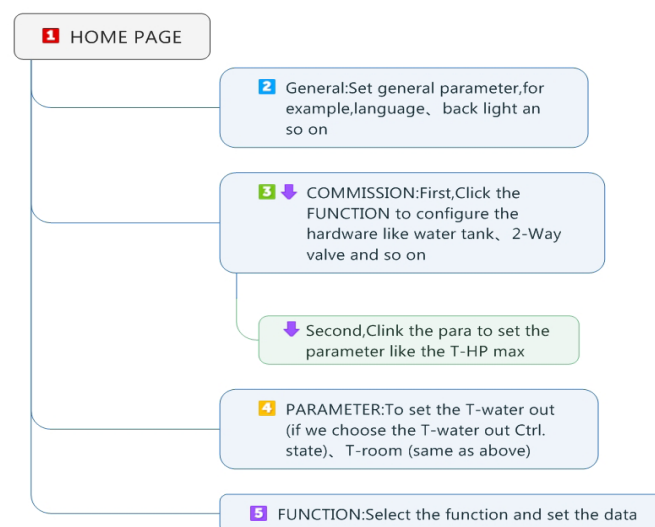 1 HOME PAGE
2 General:Set general parameter,for
example,language、back light an
so on
3 COMMISSION:First,Click the
FUNCTION to configure the
hardware like water tank、2-Way
valve and so on
Second,Clink the para to set the
parameter like the T-HP max
4 PARAMETER:To set the T-water out
(if we choose the T-water out Ctrl.
state)、T-room (same as above)
5 FUNCTION:Select the function and set the data